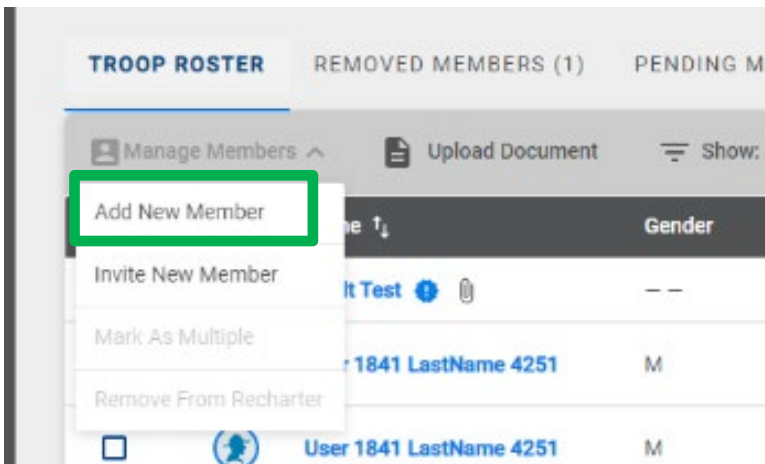 TROOP ROSTER REMOVED MEMBERS (1) PENDING M
Manage Members Upload Document Show:
Add New Member
Gender
Invite New Member
lt Test – –
Mark As Multiple
1841 LastName 4251 M
Remove From Recharter
User 1841 LastName 4251 M